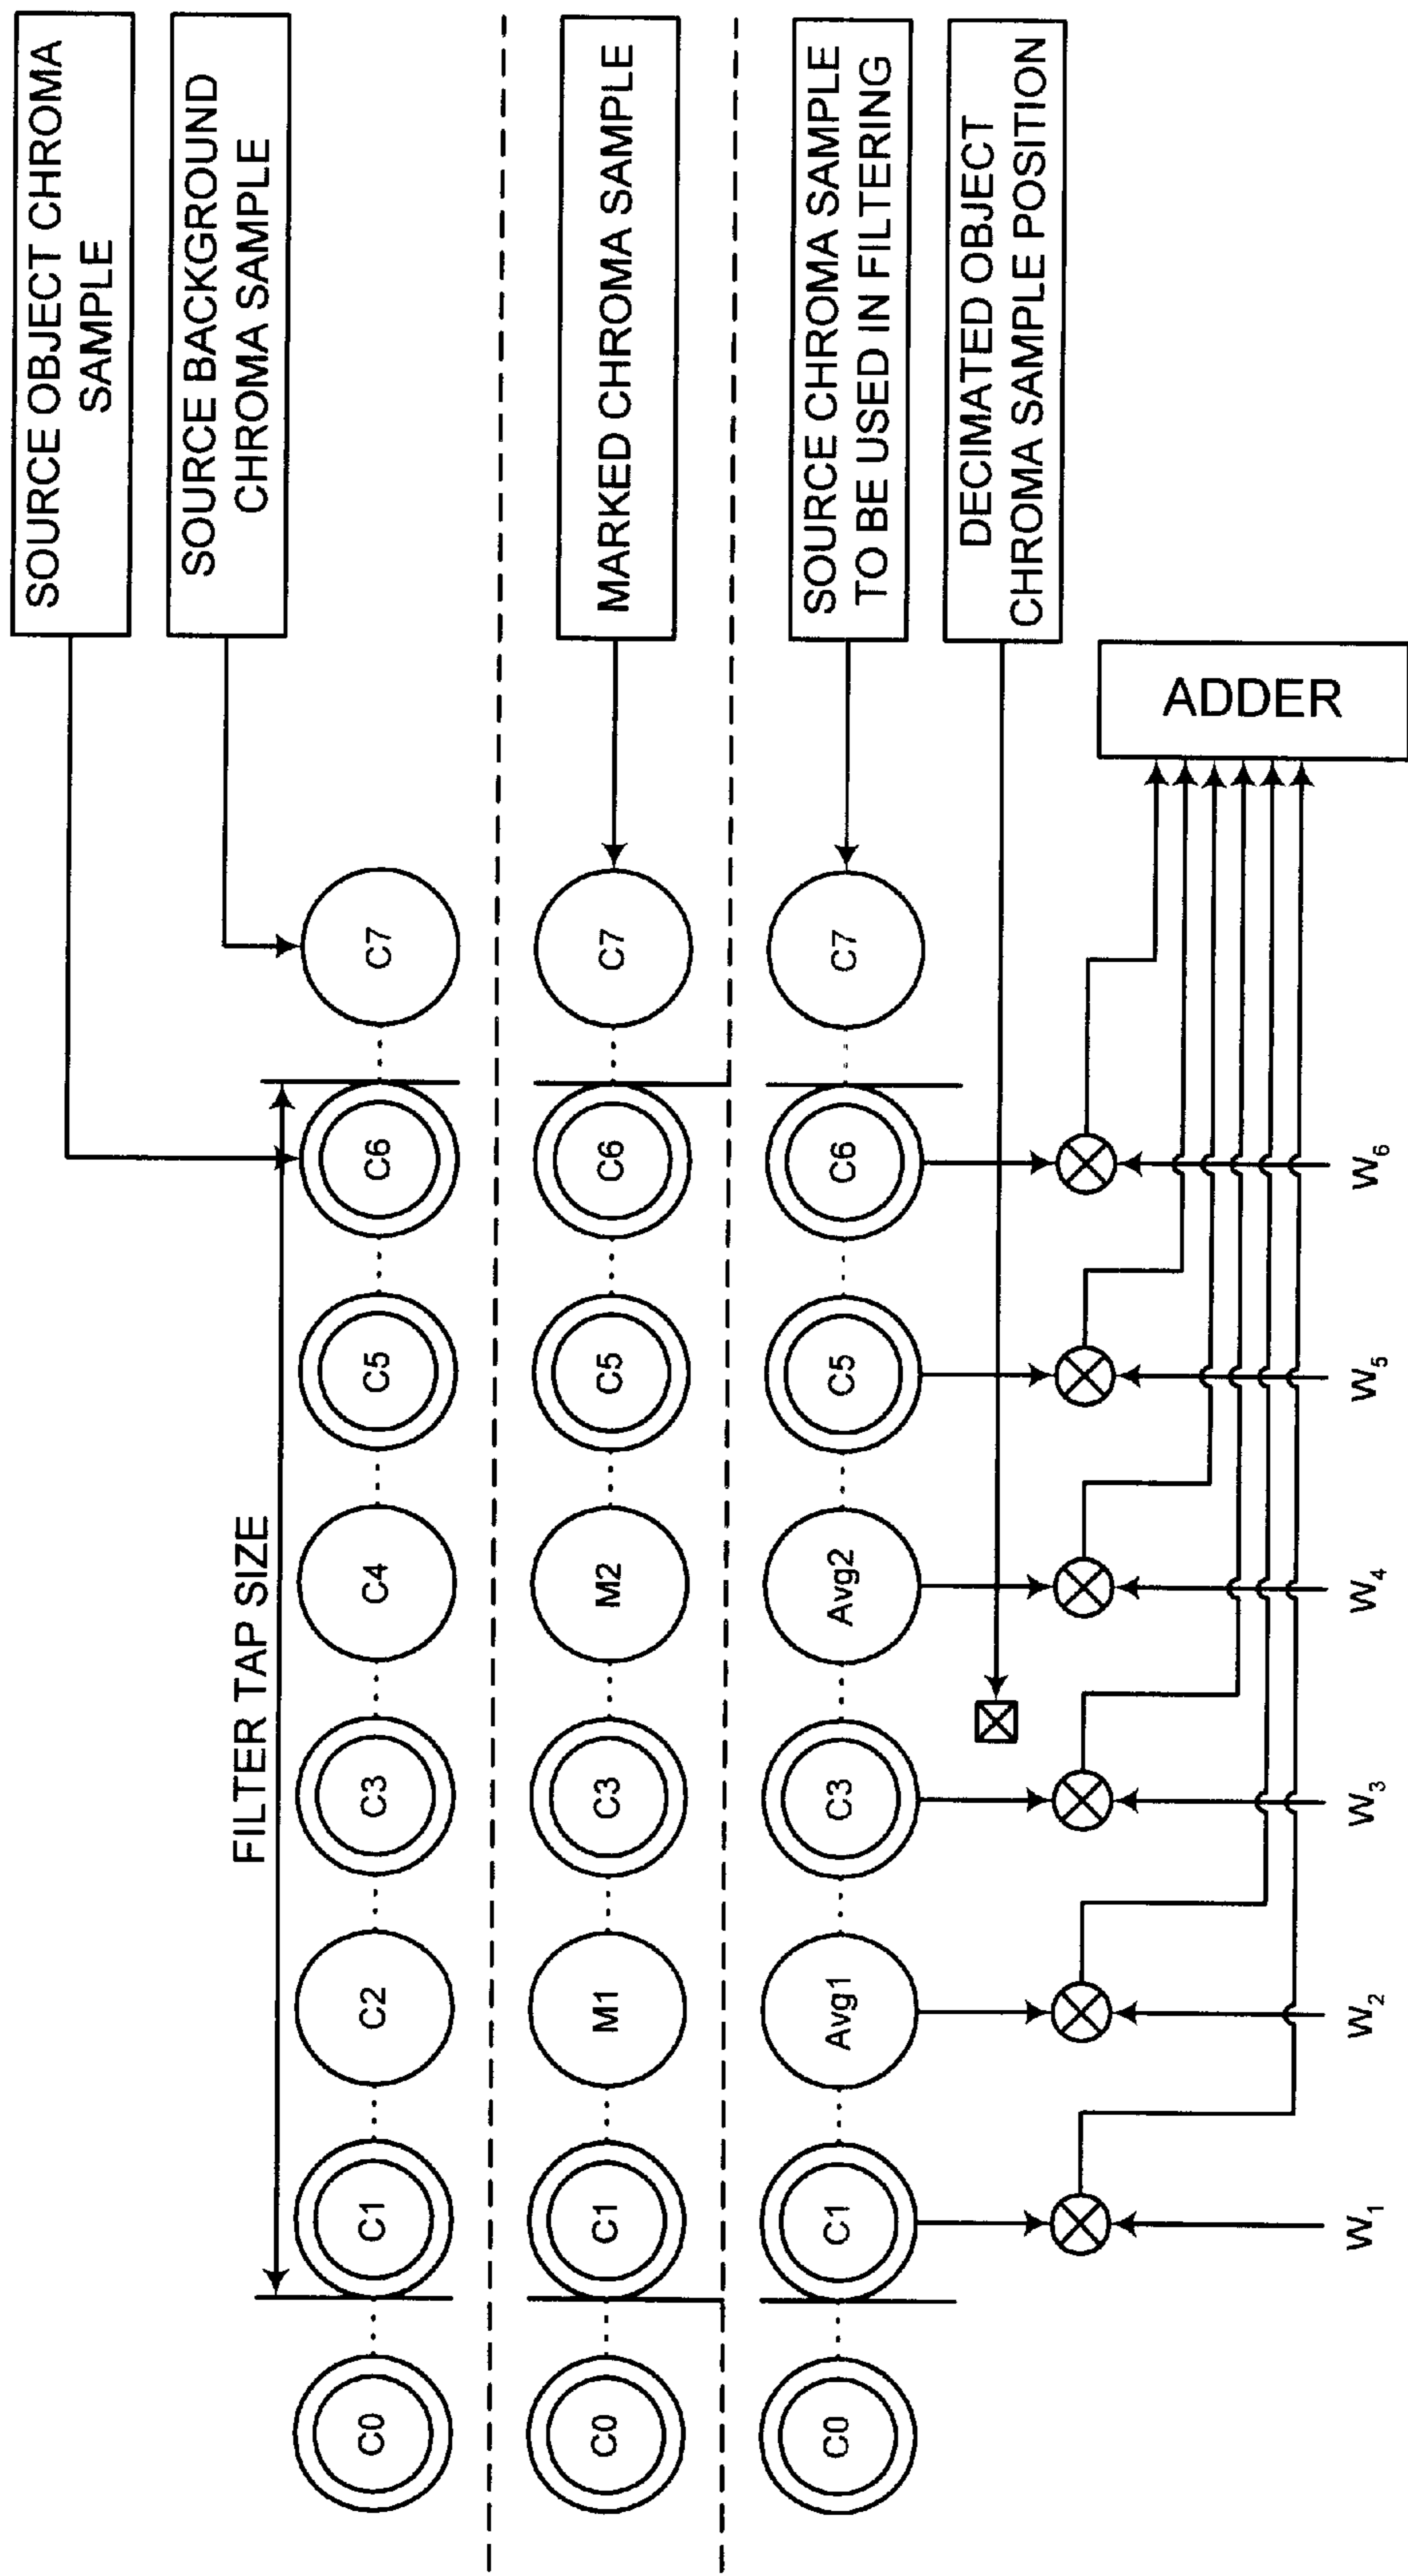 SOURCE OBJECT CHROMA
SAMPLE
SOURCE BACKGROUND
CHROMA SAMPLE
FILTER TAP SIZE
C0
C1
C2
C3
C4
C5
C6
C7
MARKED CHROMA SAMPLE
C0
C1
M1
C3
M2
C5
C6
C7
SOURCE CHROMA SAMPLE
TO BE USED IN FILTERING
DECIMATED OBJECT
CHROMA SAMPLE POSITION
C0
C1
Avg1
C3
Avg2
C5
C6
C7
ADDER
W1
W2
W3
W4
W5
W6